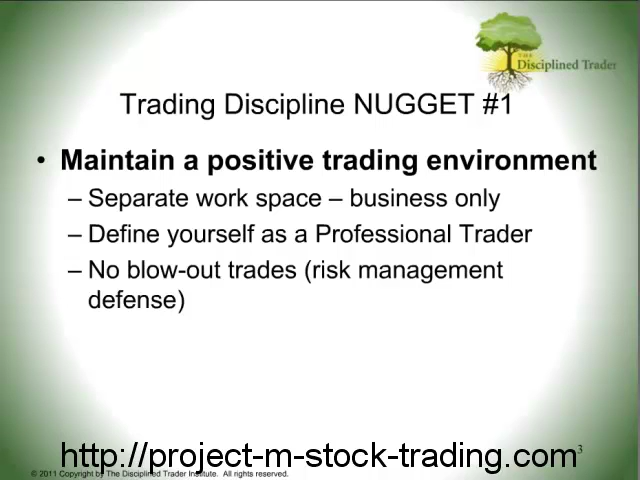 THE
Disciplined Trader
Trading Discipline NUGGET #1
• Maintain a positive trading environment
– Separate work space – business only
– Define yourself as a Professional Trader
– No blow-out trades (risk management
defense)
3
http://project-m-stock-trading.com
© 2011 Copyright by The Disciplined Trader Institute. All rights reserved.